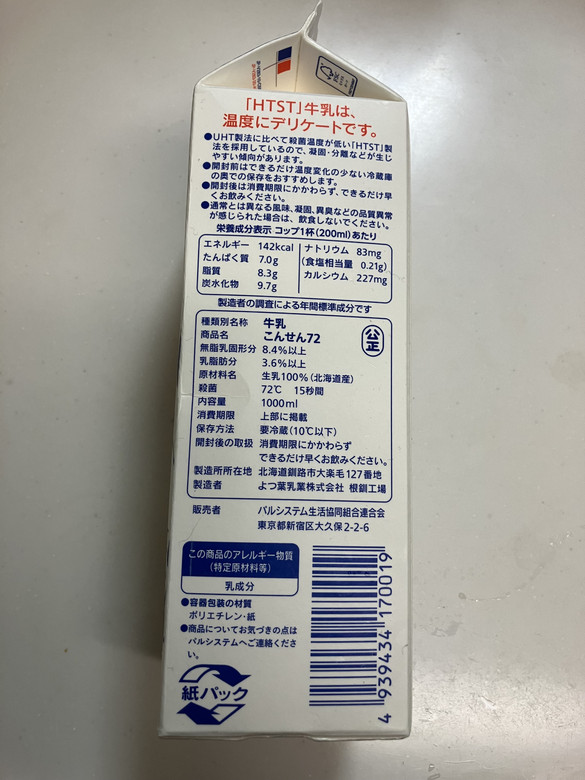 「HTST」牛乳は、
温度にデリケートです。
●UHT製法に比べて殺菌温度が低い「HTST」製
法を採用しているので、凝固・分離などが生じ
やすい傾向があります。
●開封前はできるだけ温度変化の少ない冷蔵庫
の奥での保存をおすすめします。
●開封後は消費期限にかかわらず、できるだけ早
くお飲みください。
●通常とは異なる風味、凝固、異臭などの品質異常
が感じられた場合は、飲食しないでください。
栄養成分表示 コップ1杯(200ml)あたり
エネルギー 142kcal
たんぱく質 7.0g
脂質 8.3g
炭水化物 9.7g
ナトリウム 83mg
(食塩相当量 0.21g)
カルシウム 227mg
製造者の調査による年間標準成分です
種類別名称 牛乳
商品名 こんせん72
無脂乳固形分 8.4%以上
乳脂肪分 3.6%以上
原材料名 生乳100%(北海道産)
殺菌 72℃ 15秒間
内容量 1000ml
消費期限 上部に掲載
保存方法 要冷蔵(10℃以下)
開封後の取扱 消費期限にかかわらず
できるだけ早くお飲みください。
製造所所在地 北海道釧路市大楽毛127番地
製造者 よつ葉乳業株式会社 根釧工場
公正
販売者 パルシステム生活協同組合連合会
東京都新宿区大久保2-2-6
この商品のアレルギー物質
(特定原材料等)
乳成分
●容器包装の材質
ポリエチレン・紙
●商品についてお気づきの点は
パルシステムへご連絡くださ
い。
紙パック
4 939434 170019